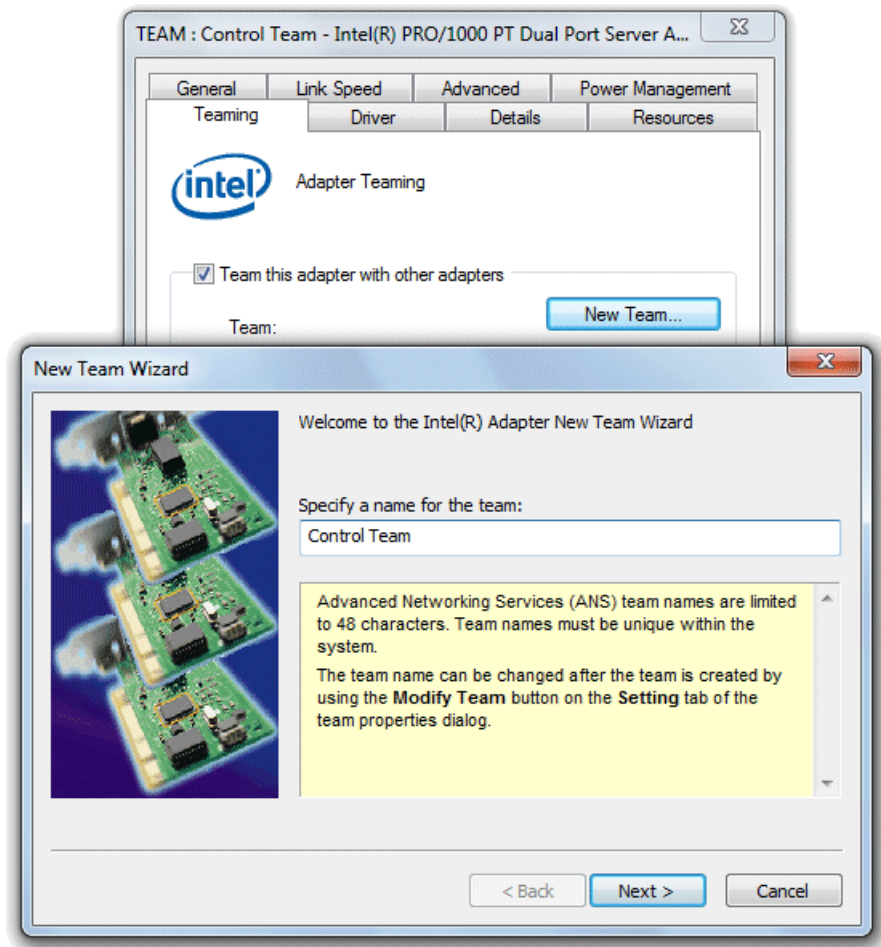 TEAM : Control Team - Intel(R) PRO/1000 PT Dual Port Server A...
General Link Speed Advanced Power Management
Teaming Driver Details Resources
intel
Adapter Teaming
Team this adapter with other adapters
New Team...
Team:
New Team Wizard
Welcome to the Intel(R) Adapter New Team Wizard
Specify a name for the team:
Control Team
Advanced Networking Services (ANS) team names are limited
to 48 characters. Team names must be unique within the
system.
The team name can be changed after the team is created by
using the Modify Team button on the Setting tab of the
team properties dialog.
< Back Next > Cancel